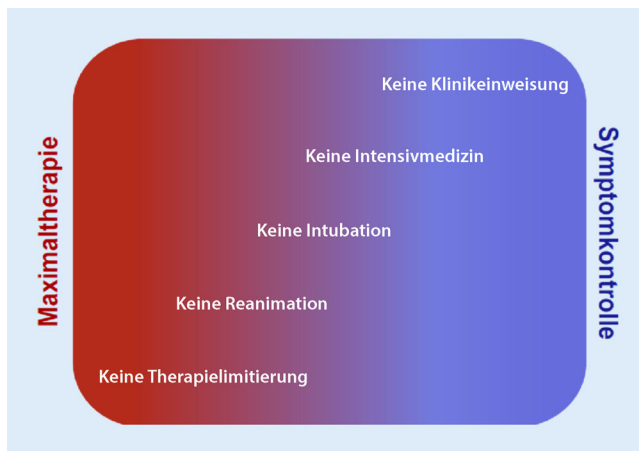 Maximaltherapie
Keine Klinikeinweisung
Keine Intensivmedizin
Keine Intubation
Keine Reanimation
Keine Therapielimitierung
Symptomkontrolle